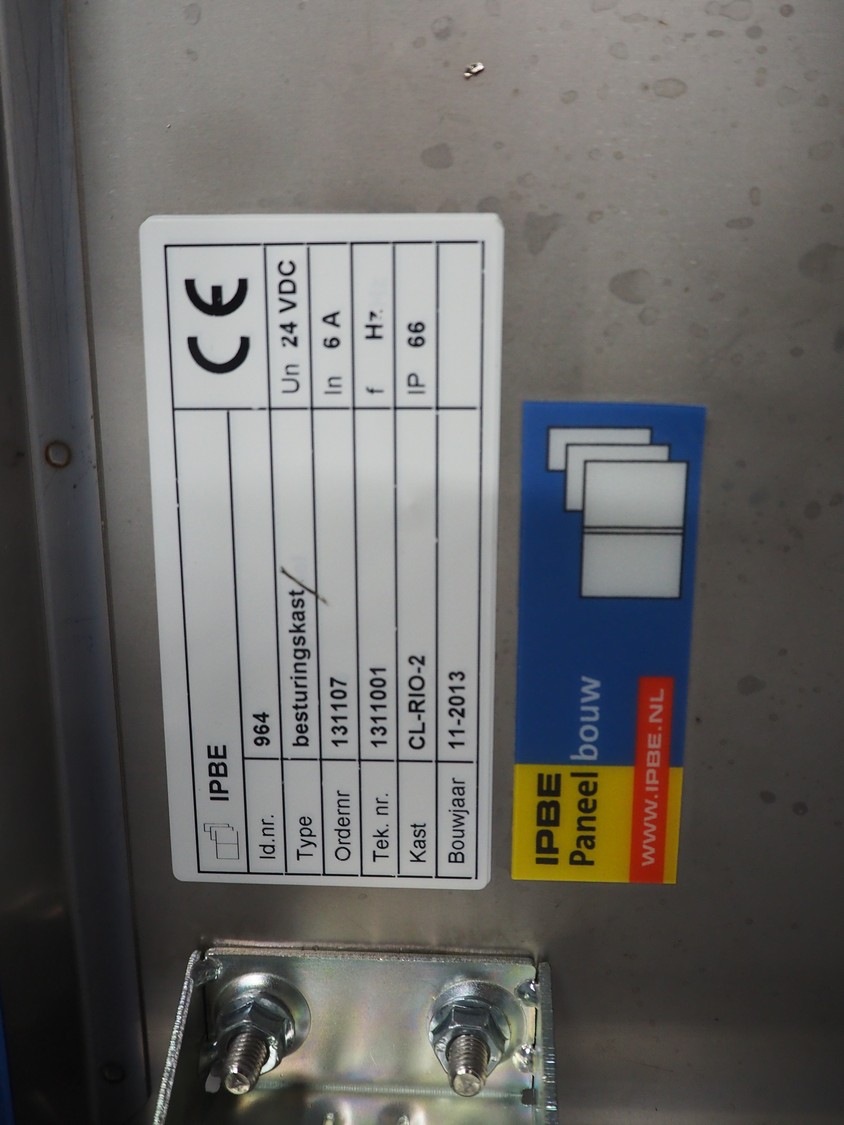 IPBE
CE
Id.nr. 964
Type besturingskast Un 24 VDC
Ordernr 131107 In 6 A
Tek. nr. 1311001 f Hz
Kast CL-RIO-2 IP 66
Bouwjaar 11-2013
IPBE
Paneelbouw
WWW.IPBE.NL